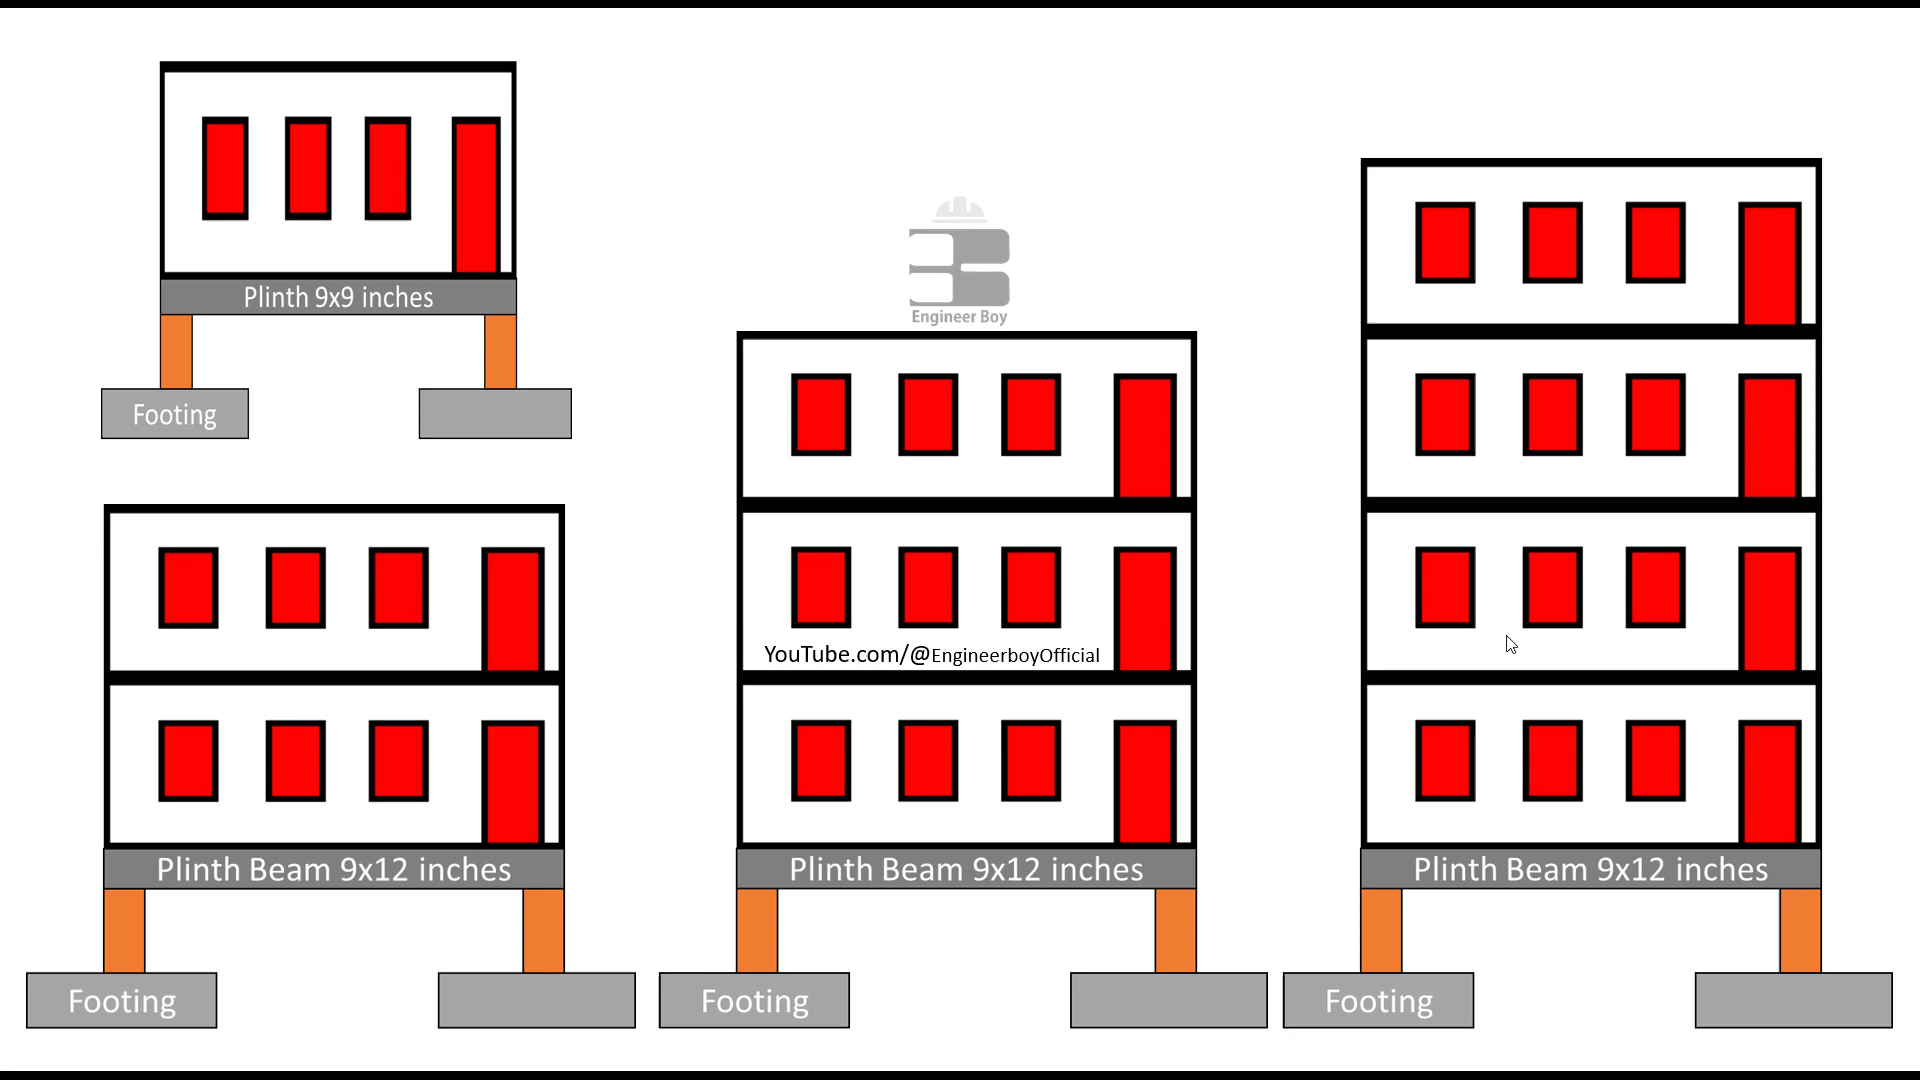 Plinth 9x9 inches
Footing
Engineer Boy
YouTube.com/@EngineerboyOfficial
Plinth Beam 9x12 inches
Plinth Beam 9x12 inches
Plinth Beam 9x12 inches
Footing
Footing
Footing